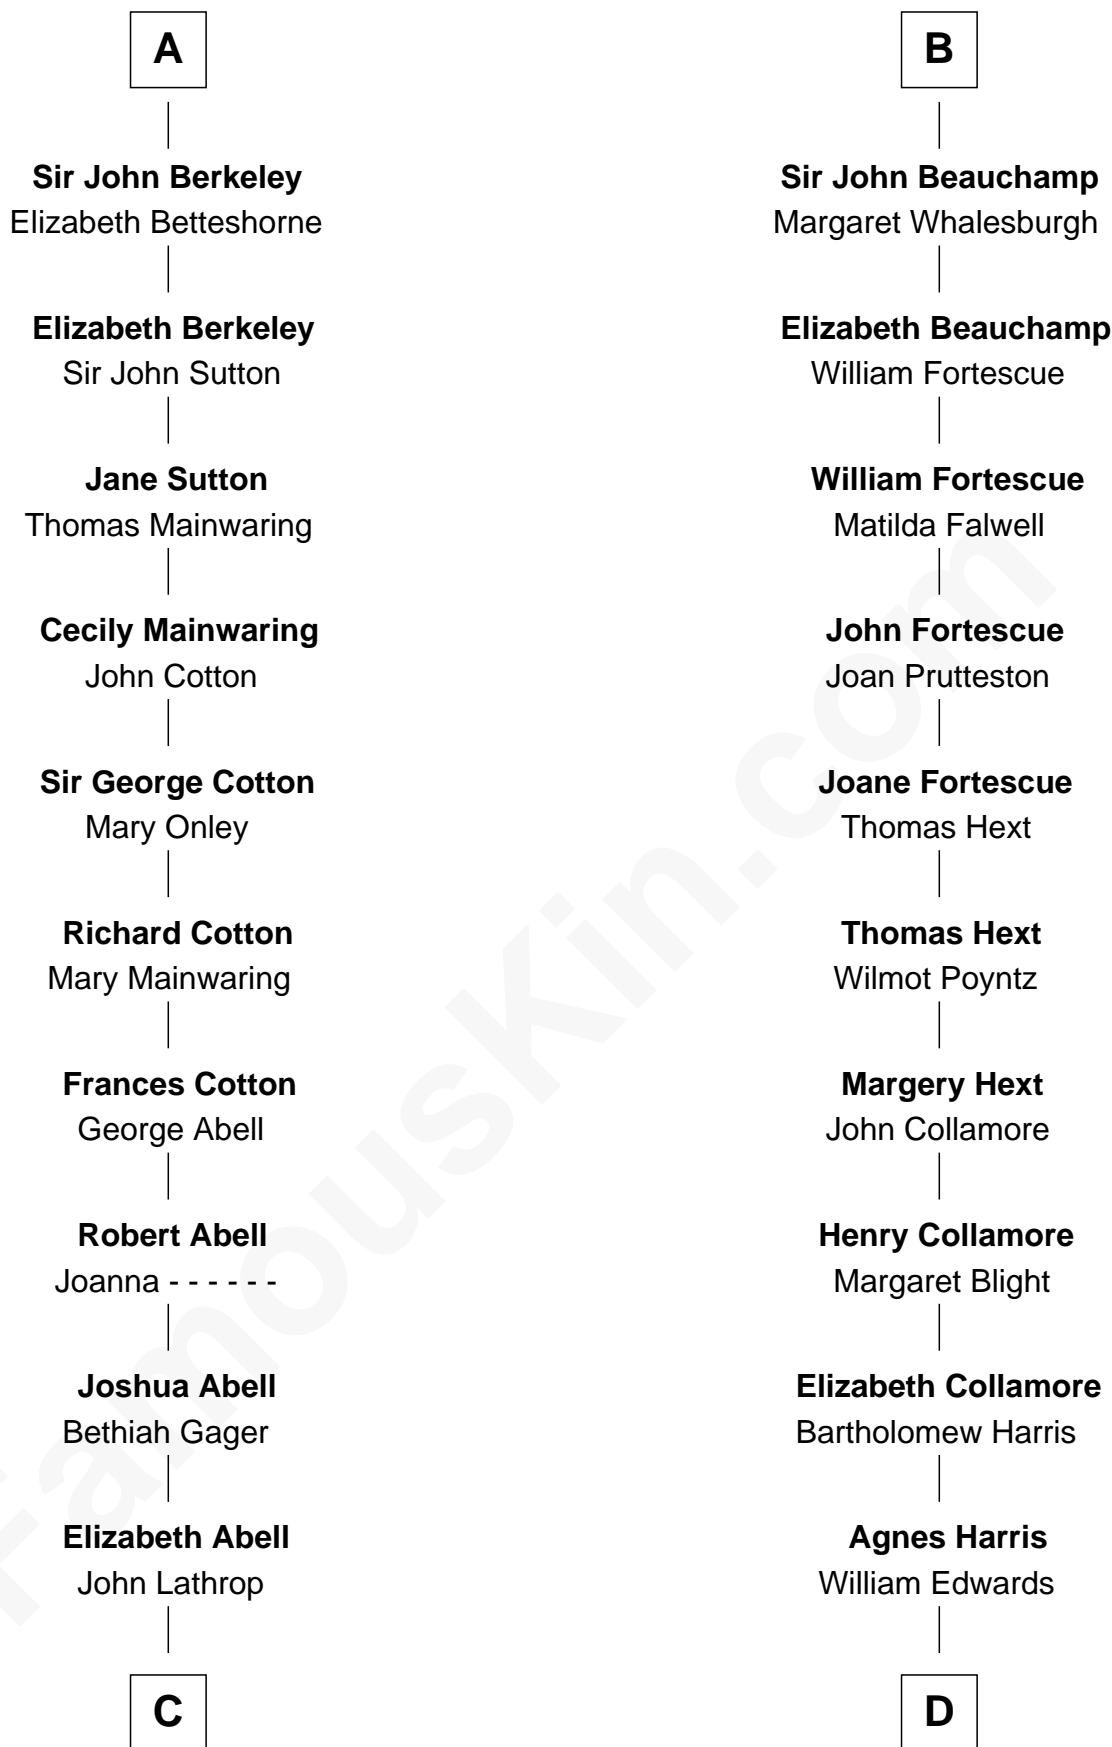 A
Sir John Berkeley
Elizabeth Betteshorne
Elizabeth Berkeley
Sir John Sutton
Jane Sutton
Thomas Mainwaring
Cecily Mainwaring
John Cotton
Sir George Cotton
Mary Onley
Richard Cotton
Mary Mainwaring
Frances Cotton
George Abell
Robert Abell
Joanna - - - - - -
Joshua Abell
Bethiah Gager
Elizabeth Abell
John Lathrop
C
B
Sir John Beauchamp
Margaret Whalesburgh
Elizabeth Beauchamp
William Fortescue
William Fortescue
Matilda Falwell
John Fortescue
Joan Prutteston
Joane Fortescue
Thomas Hext
Thomas Hext
Wilmot Poyntz
Margery Hext
John Collamore
Henry Collamore
Margaret Blight
Elizabeth Collamore
Bartholomew Harris
Agnes Harris
William Edwards
D
FamousKin.com